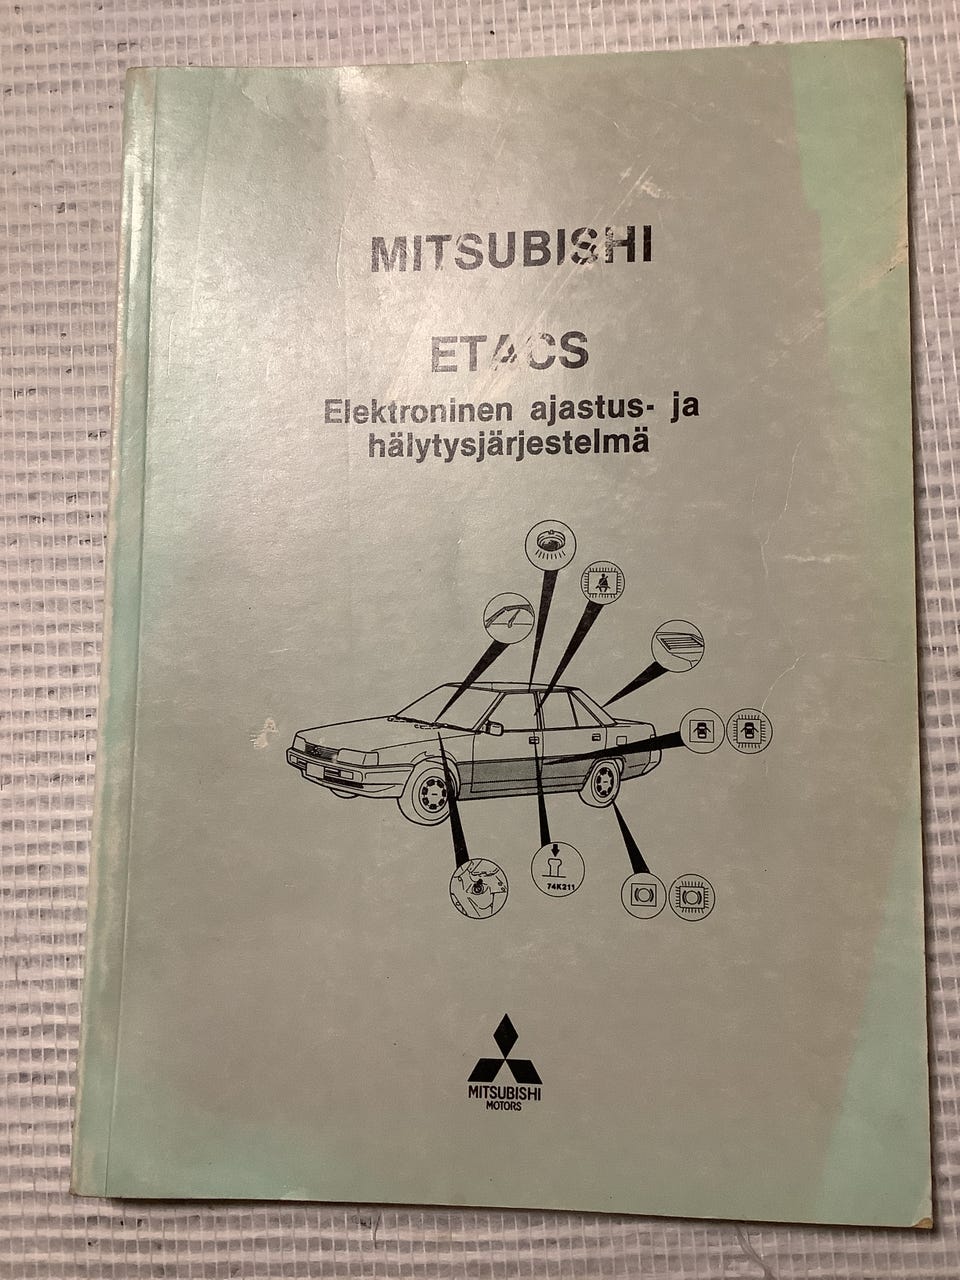 MITSUBISHI
ETACS
Elektroninen ajastus- ja
hälytysjärjestelmä
74K211
MITSUBISHI
MOTORS